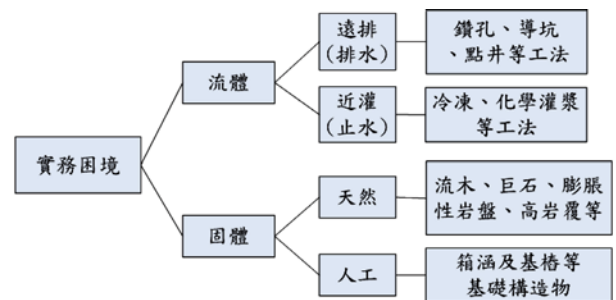 實務困境
流體
遠排
(排水)
鑽孔、導坑
、點井等工法
近灌
(止水)
冷凍、化學灌漿
等工法
固體
天然
流木、巨石、膨脹
性岩盤、高岩覆等
人工
箱涵及基樁等
基礎構造物